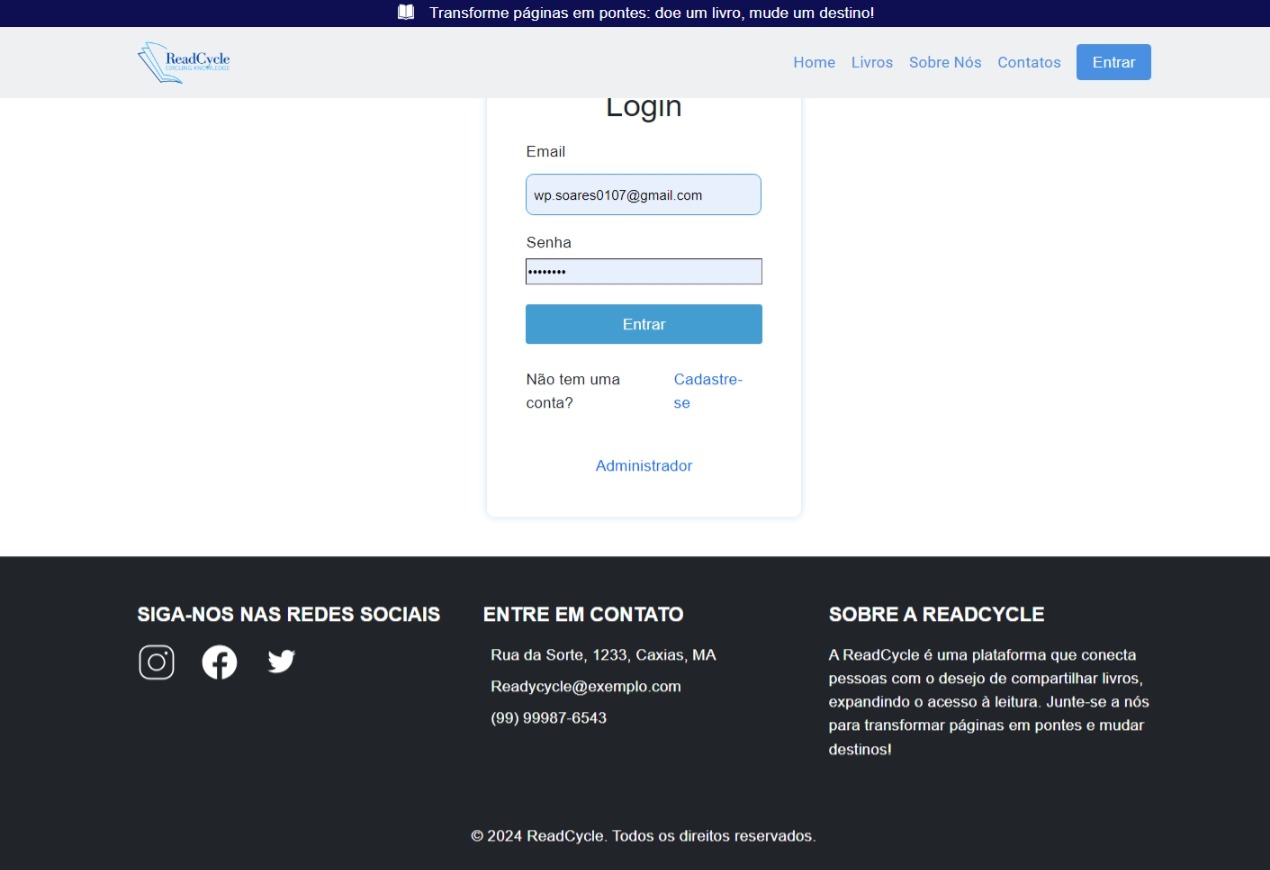 Transforme páginas em pontes: doe um livro, mude um destino!
ReadCycle
Home Livros Sobre Nós Contatos Entrar
Login
Email
wp.soares0107@gmail.com
Senha
••••••••
Entrar
Não tem uma
conta?
Cadastre-
se
Administrador
SIGA-NOS NAS REDES SOCIAIS
ENTRE EM CONTATO
Rua da Sorte, 1233, Caxias, MA
Readycycle@exemplo.com
(99) 99987-6543
SOBRE A READCYCLE
A ReadCycle é uma plataforma que conecta
pessoas com o desejo de compartilhar livros,
expandindo o acesso à leitura. Junte-se a nós
para transformar páginas em pontes e mudar
destinos!
© 2024 ReadCycle. Todos os direitos reservados.